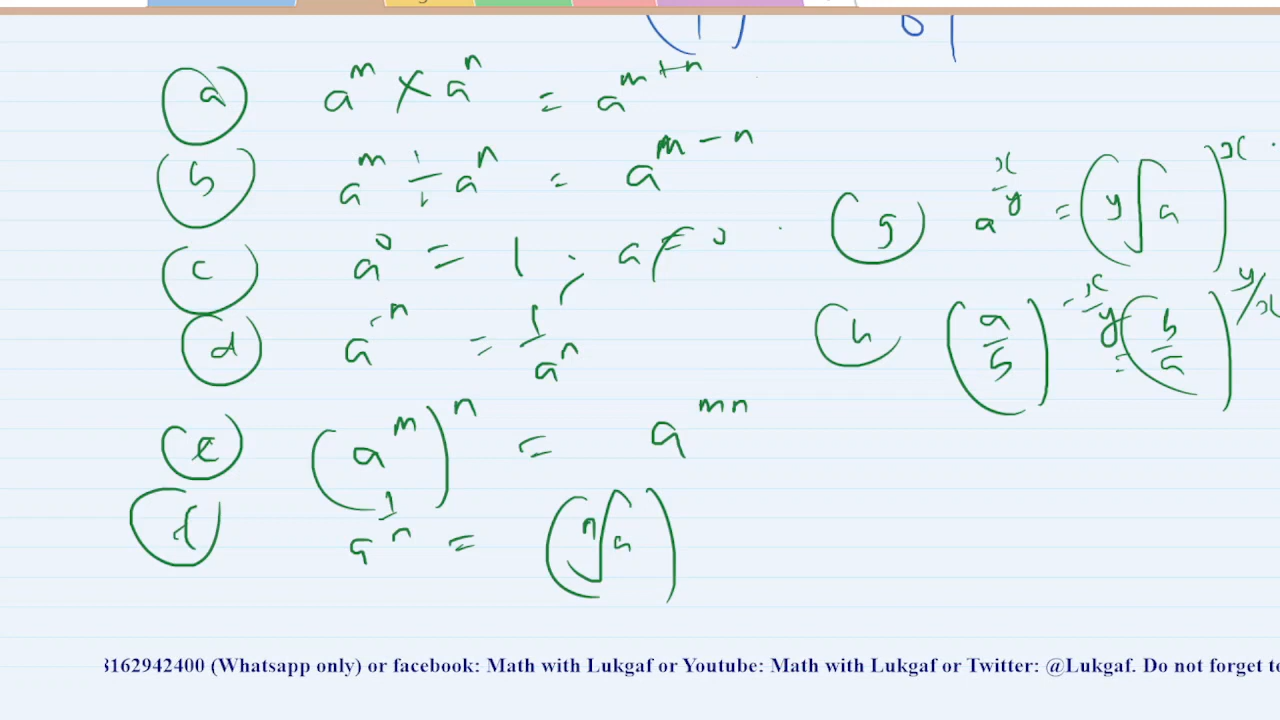 (a) a^m × a^n = a^{m+n}
(b) a^m ÷ a^n = a^{m-n}
(c) a^0 = 1 ; a ≠ 0
(d) a^{-n} = 1/a^n
(e) (a^m)^n = a^{mn}
(f) a^{1/n} = (ⁿ√a)
(g) a^{x/y} = (ʸ√a)^x
(h) (a/b)^{-x/y} = (b/a)^{y/x}
3162942400 (Whatsapp only) or facebook: Math with Lukgaf or Youtube: Math with Lukgaf or Twitter: @Lukgaf. Do not forget to